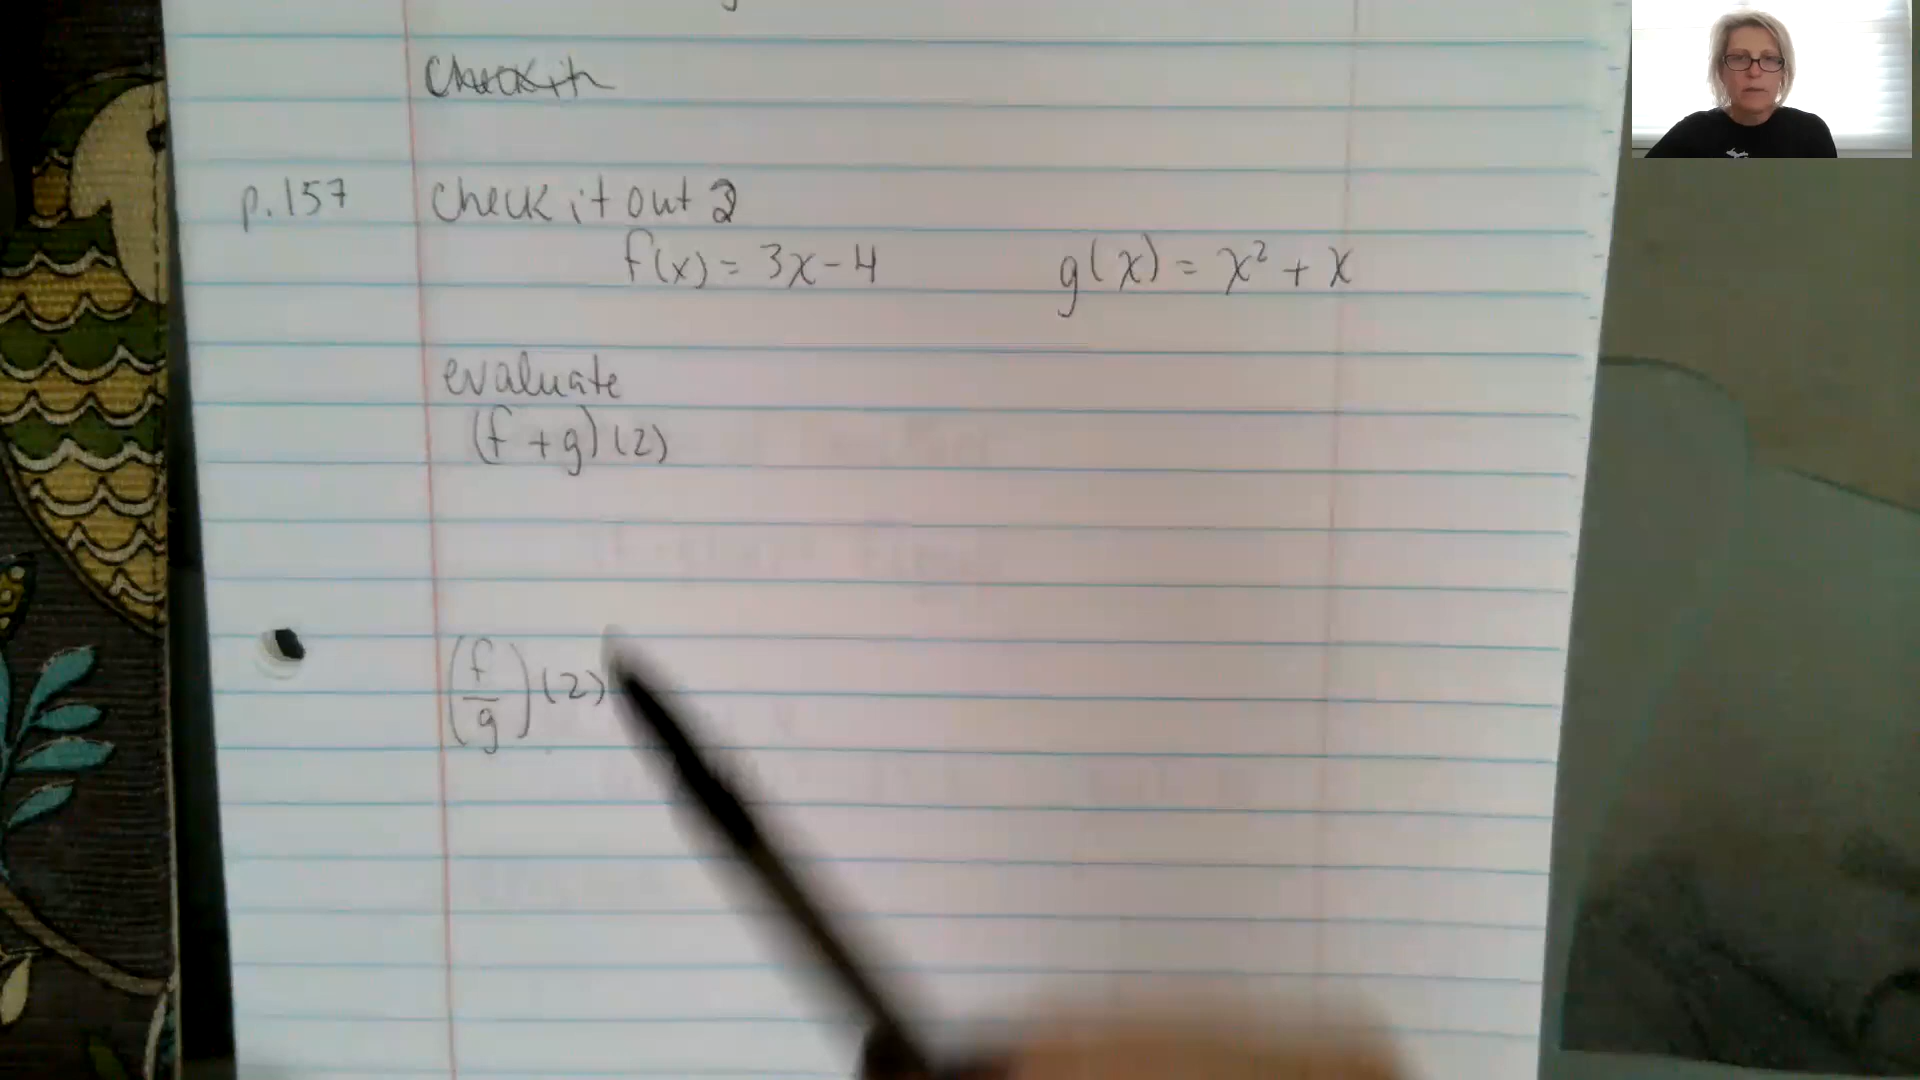 p. 157 Check it out 2
f(x) = 3x - 4 g(x) = x² + x
evaluate
(f + g)(2)
(f/g)(2)